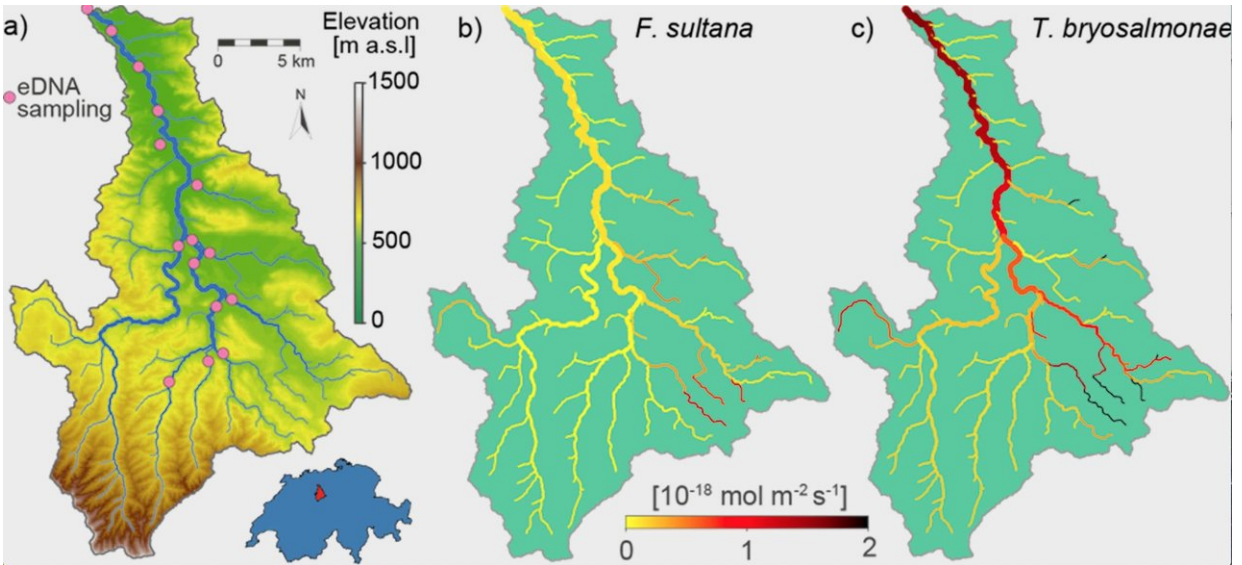 a)
eDNA
sampling
0 5 km
N
Elevation
[m a.s.l]
1500
1000
500
0
b) F. sultana
c) T. bryosalmonae
[10⁻¹⁸ mol m⁻² s⁻¹]
0 1 2